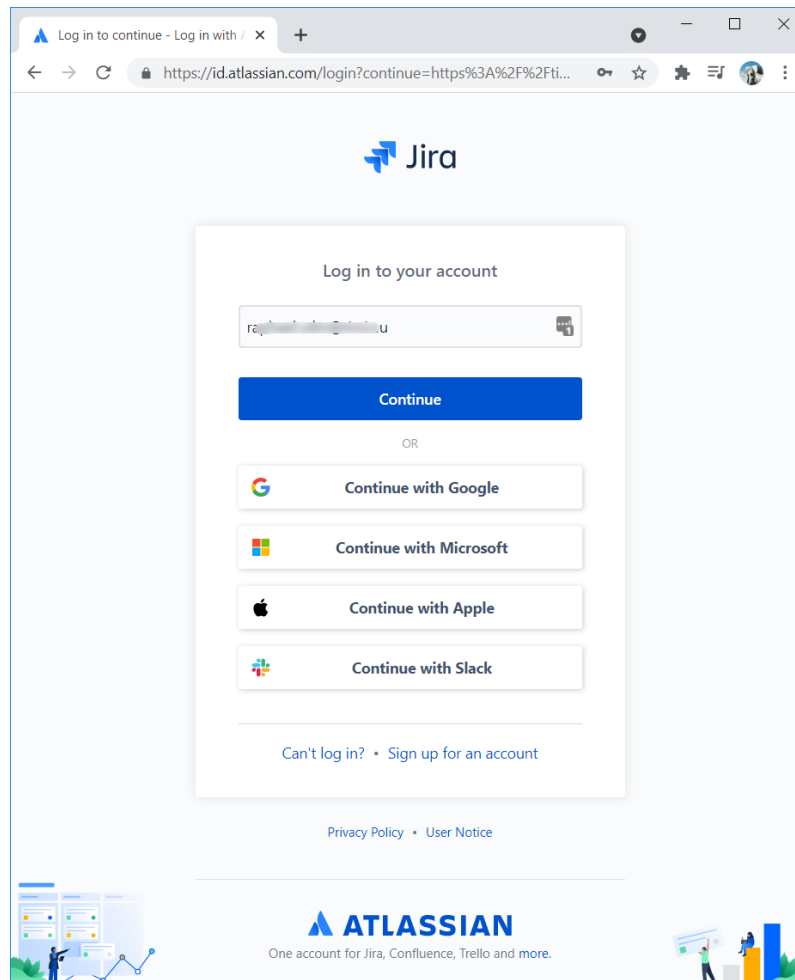 Log in to continue - Log in with A
https://id.atlassian.com/login?continue=https%3A%2F%2Fti...
Jira
Log in to your account
Continue
OR
Continue with Google
Continue with Microsoft
Continue with Apple
Continue with Slack
Can't log in? • Sign up for an account
Privacy Policy • User Notice
ATLASSIAN
One account for Jira, Confluence, Trello and more.